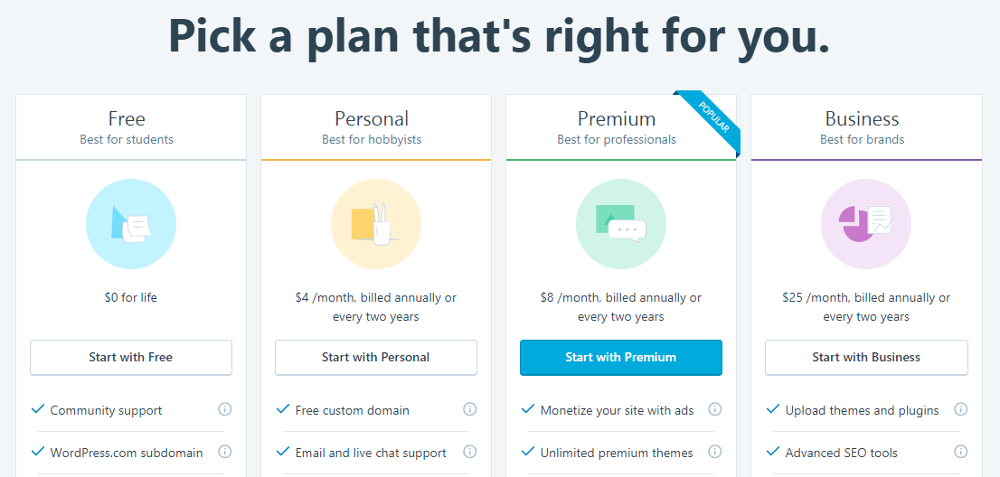 Pick a plan that's right for you.
Free
Best for students
$0 for life
Start with Free
Community support
WordPress.com subdomain
Personal
Best for hobbyists
$4 /month, billed annually or
every two years
Start with Personal
Free custom domain
Email and live chat support
POPULAR
Premium
Best for professionals
$8 /month, billed annually or
every two years
Start with Premium
Monetize your site with ads
Unlimited premium themes
Business
Best for brands
$25 /month, billed annually or
every two years
Start with Business
Upload themes and plugins
Advanced SEO tools